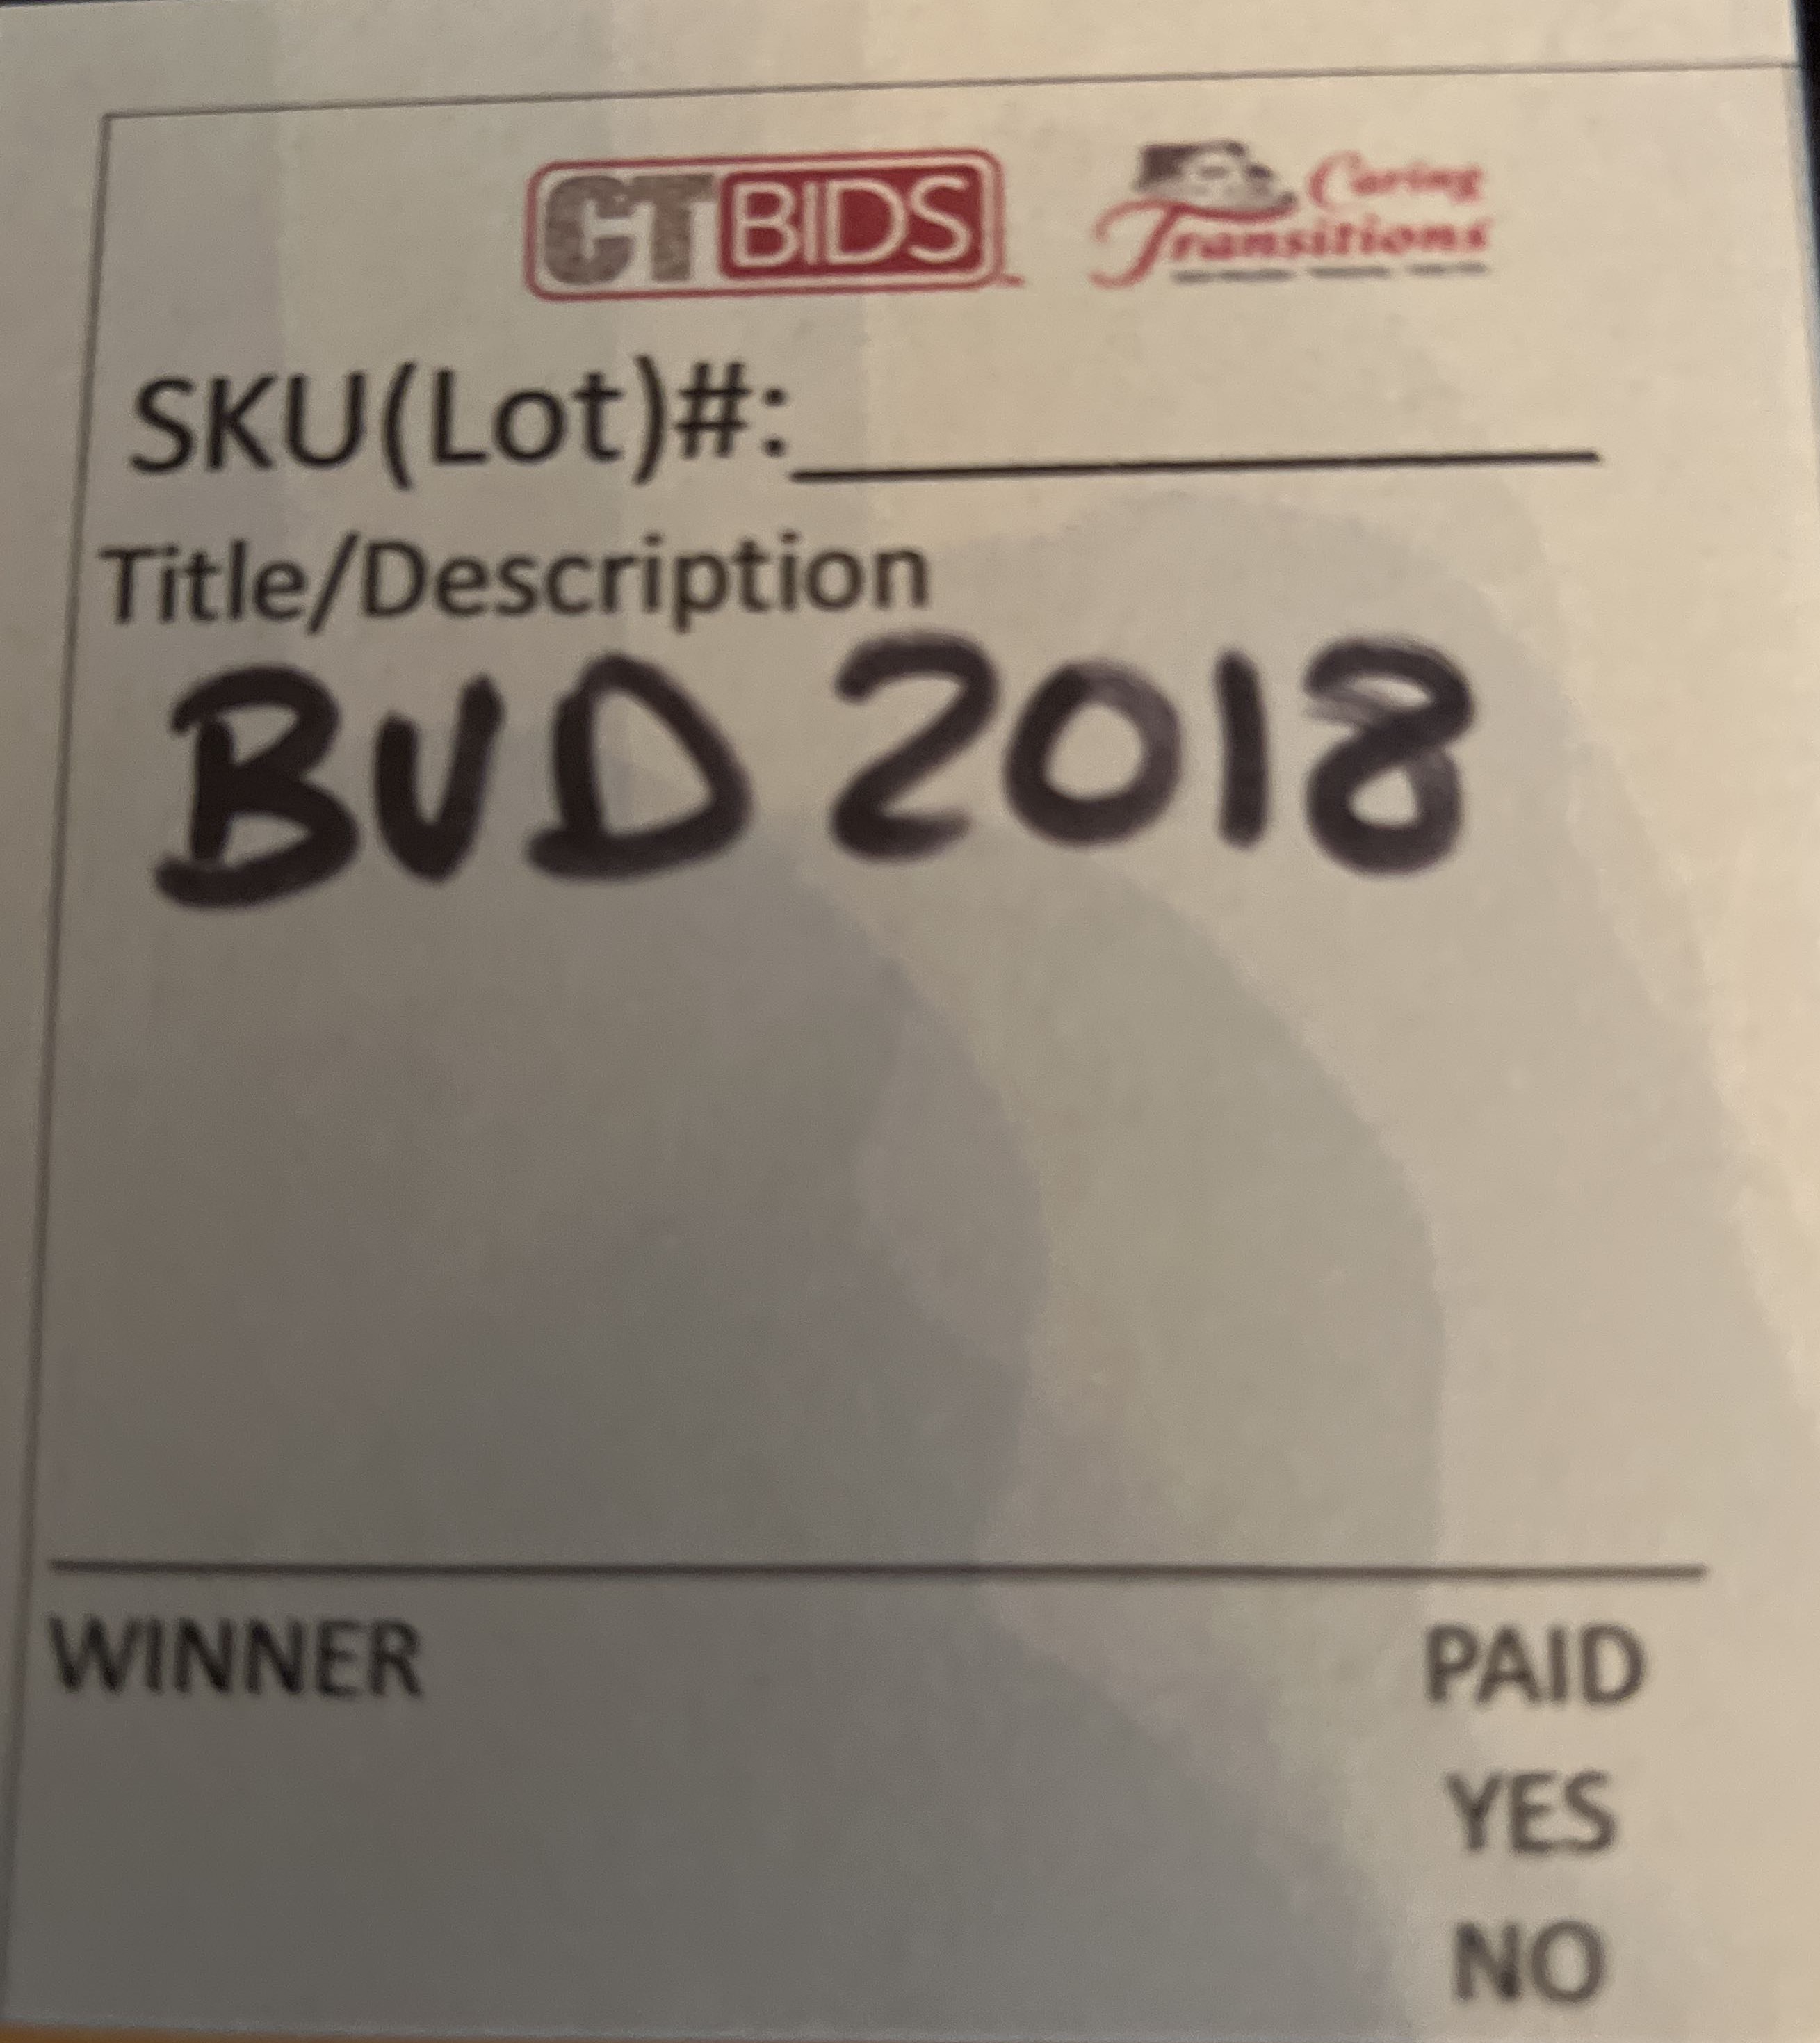 CTBIDS Caring
Transitions
SKU(Lot)#:
Title/Description
BUD 2018
WINNER PAID
YES
NO